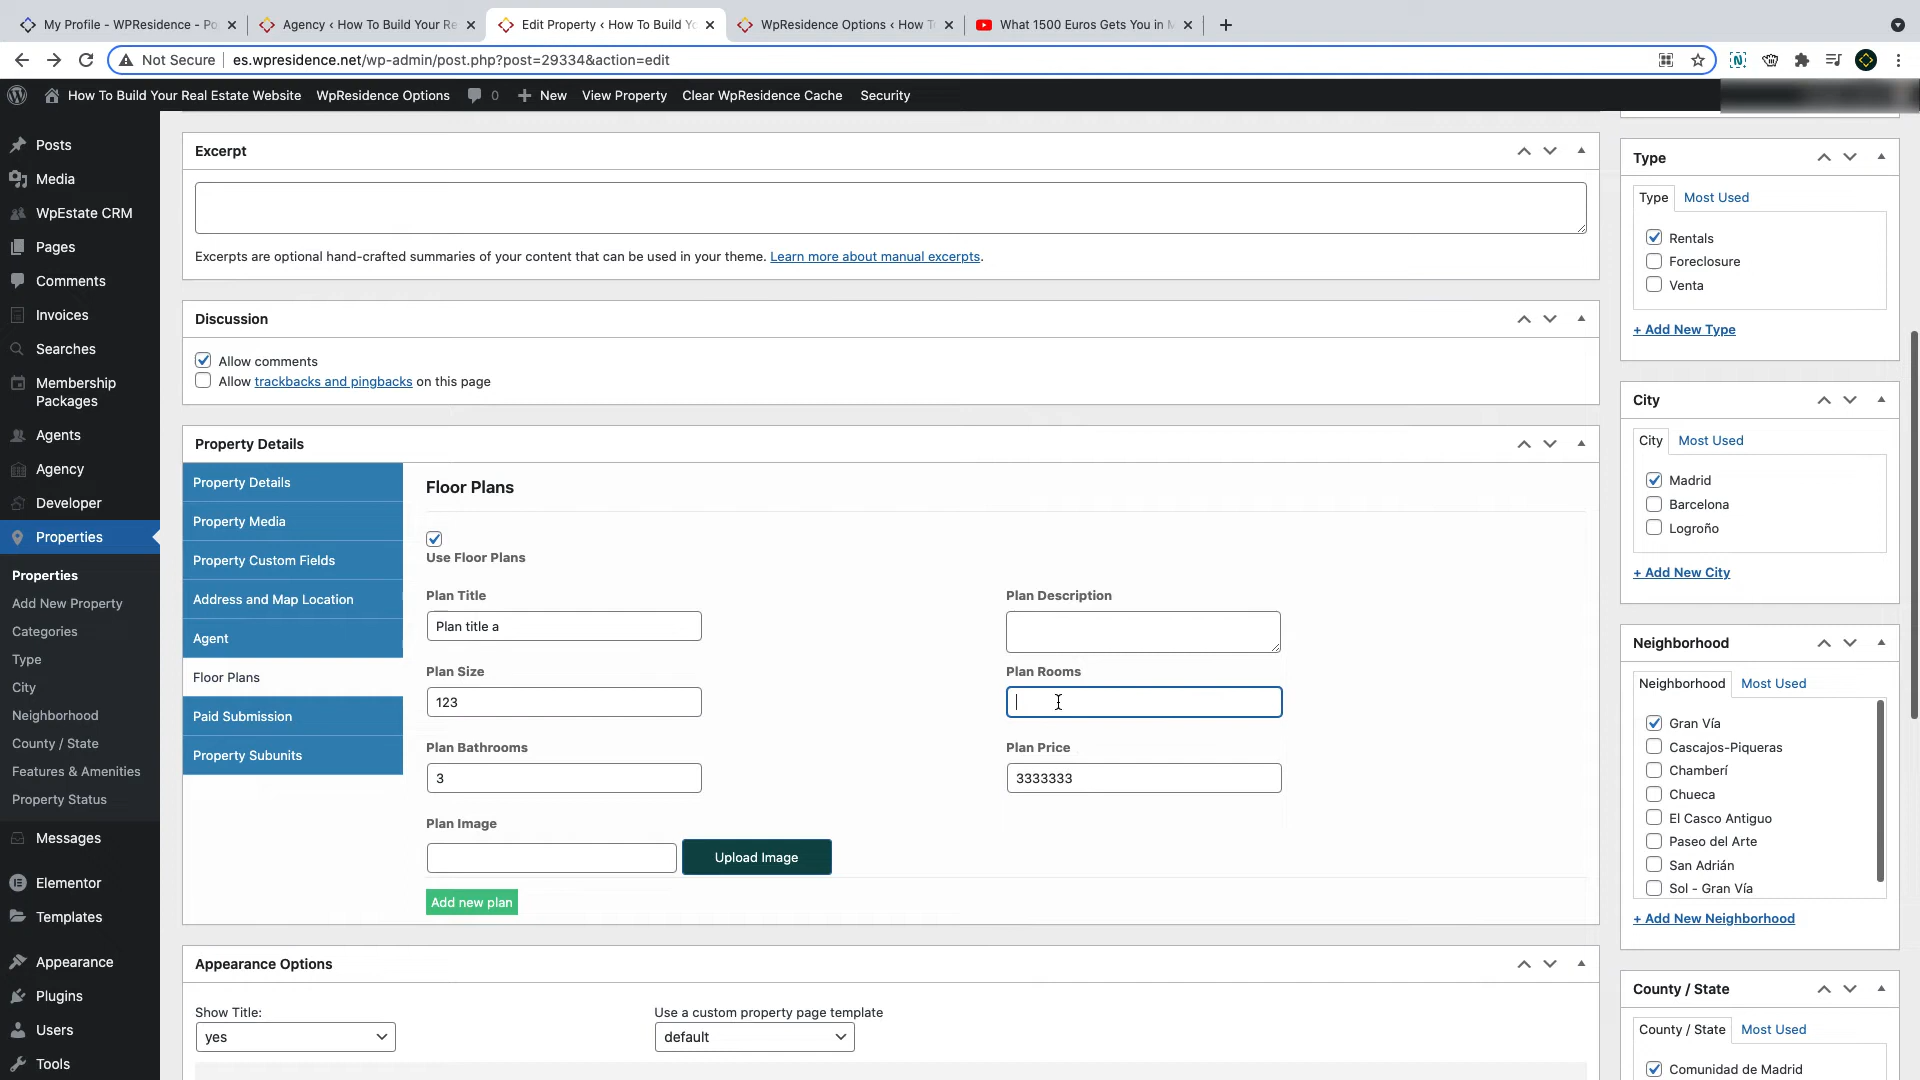 My Profile - WPResidence - Po
Agency ‹ How To Build Your Re
Edit Property ‹ How To Build Yo
WpResidence Options ‹ How T
What 1500 Euros Gets You in M
Not Secure
es.wpresidence.net/wp-admin/post.php?post=29334&action=edit
How To Build Your Real Estate Website
WpResidence Options
0
New
View Property
Clear WpResidence Cache
Security
Posts
Media
WpEstate CRM
Pages
Comments
Invoices
Searches
Membership
Packages
Agents
Agency
Developer
Properties
Properties
Add New Property
Categories
Type
City
Neighborhood
County / State
Features & Amenities
Property Status
Messages
Elementor
Templates
Appearance
Plugins
Users
Tools
Excerpt
Excerpts are optional hand-crafted summaries of your content that can be used in your theme. Learn more about manual excerpts.
Discussion
Allow comments
Allow trackbacks and pingbacks on this page
Property Details
Property Details
Property Media
Property Custom Fields
Address and Map Location
Agent
Floor Plans
Paid Submission
Property Subunits
Floor Plans
Use Floor Plans
Plan Title
Plan title a
Plan Description
Plan Size
123
Plan Rooms
Plan Bathrooms
3
Plan Price
3333333
Plan Image
Upload Image
Add new plan
Appearance Options
Show Title:
yes
Use a custom property page template
default
Type
Type
Most Used
Rentals
Foreclosure
Venta
+ Add New Type
City
City
Most Used
Madrid
Barcelona
Logroño
+ Add New City
Neighborhood
Neighborhood
Most Used
Gran Vía
Cascajos-Piqueras
Chamberí
Chueca
El Casco Antiguo
Paseo del Arte
San Adrián
Sol - Gran Vía
+ Add New Neighborhood
County / State
County / State
Most Used
Comunidad de Madrid